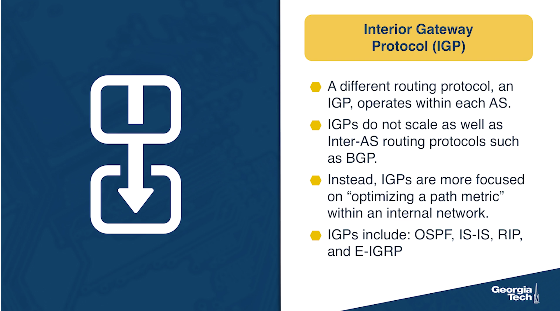 Interior Gateway
Protocol (IGP)
A different routing protocol, an
IGP, operates within each AS.
IGPs do not scale as well as
Inter-AS routing protocols such
as BGP.
Instead, IGPs are more focused
on “optimizing a path metric”
within an internal network.
IGPs include: OSPF, IS-IS, RIP,
and E-IGRP
Georgia
Tech